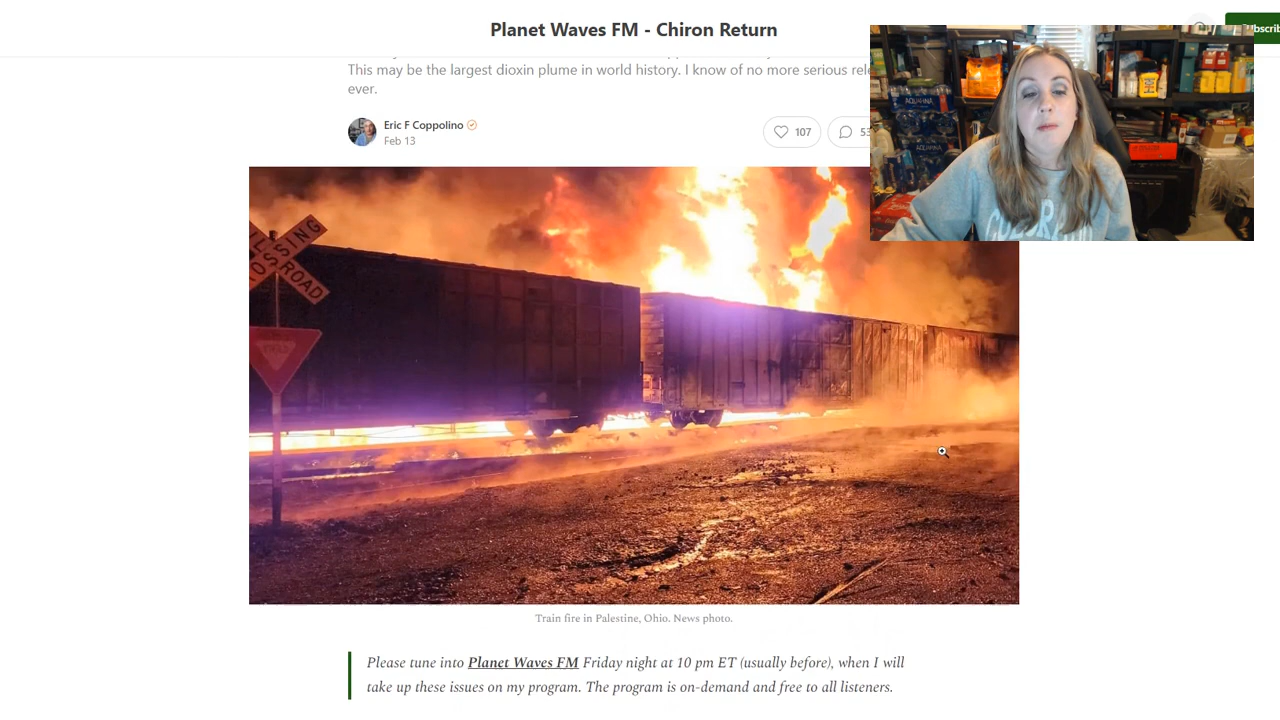 Planet Waves FM - Chiron Return
This may be the largest dioxin plume in world history. I know of no more serious
ever.
Eric F Coppolino
Feb 13
107
CROSSING
RAILROAD
AQUAFINA
AQUAFINA
Train fire in Palestine, Ohio. News photo.
Please tune into Planet Waves FM Friday night at 10 pm ET (usually before), when I will
take up these issues on my program. The program is on-demand and free to all listeners.